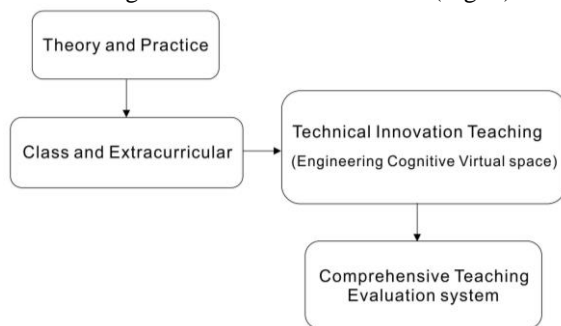 Theory and Practice
Class and Extracurricular
Technical Innovation Teaching
(Engineering Cognitive Virtual space)
Comprehensive Teaching
Evaluation system